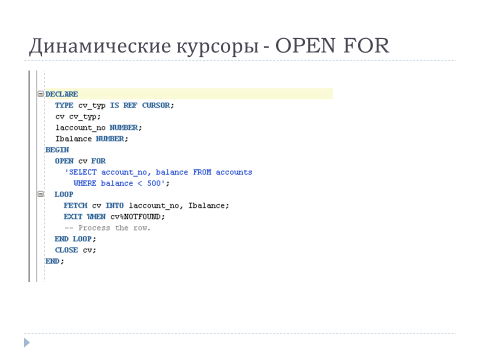 Динамические курсоры - OPEN FOR
DECLARE
TYPE cv_typ IS REF CURSOR;
cv cv_typ;
laccount_no NUMBER;
lbalance NUMBER;
BEGIN
OPEN cv FOR
'SELECT account_no, balance FROM accounts
WHERE balance < 500';
LOOP
FETCH cv INTO laccount_no, lbalance;
EXIT WHEN cv%NOTFOUND;
-- Process the row.
END LOOP;
CLOSE cv;
END;